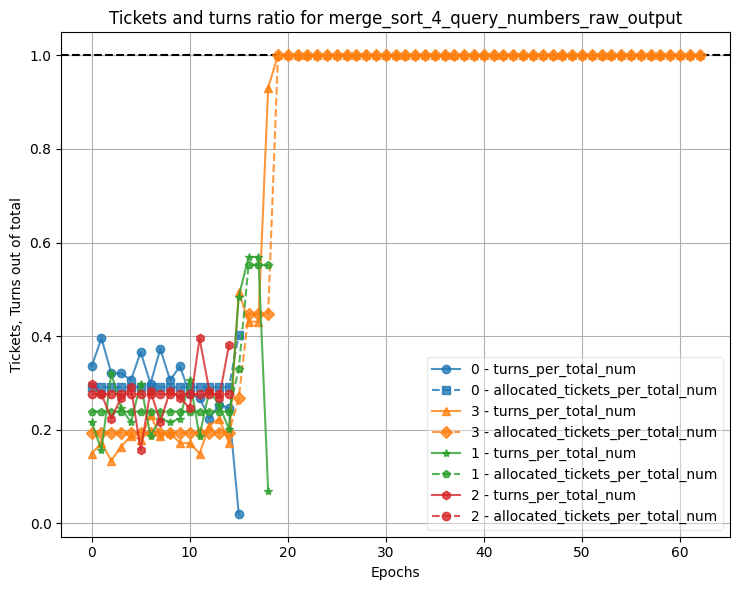 Tickets and turns ratio for merge_sort_4_query_numbers_raw_output
Tickets, Turns out of total
1.0
0.8
0.6
0.4
0.2
0.0
0 - turns_per_total_num
0 - allocated_tickets_per_total_num
3 - turns_per_total_num
3 - allocated_tickets_per_total_num
1 - turns_per_total_num
1 - allocated_tickets_per_total_num
2 - turns_per_total_num
2 - allocated_tickets_per_total_num
0 10 20 30 40 50 60
Epochs